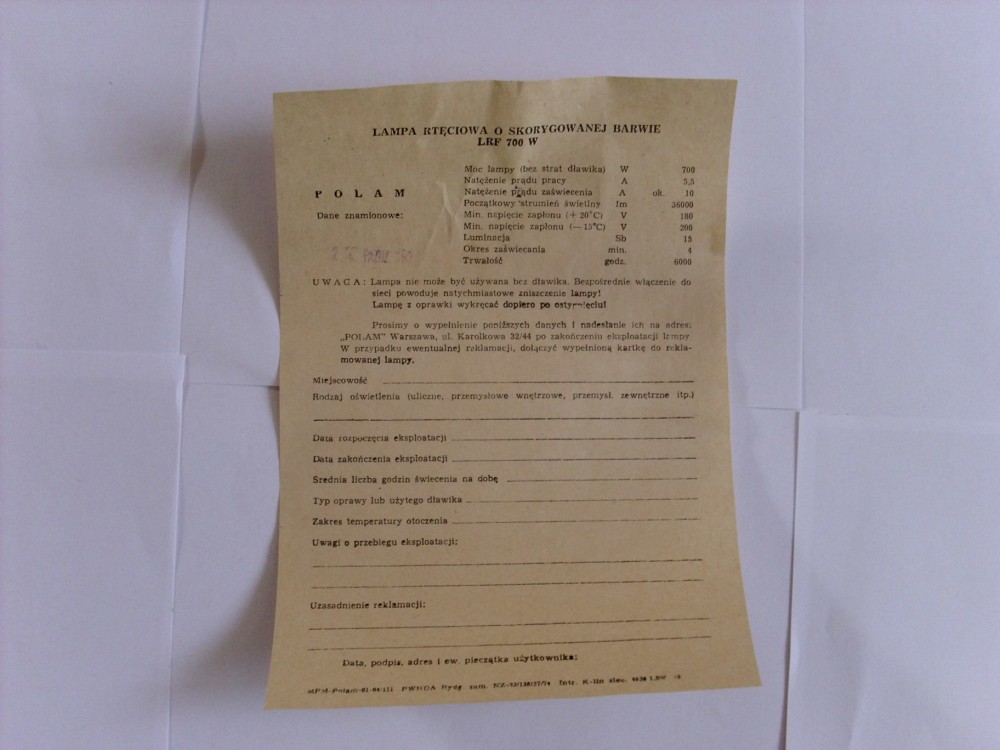 LAMPA RTĘCIOWA O SKORYGOWANEJ BARWIE
LRF 700 W
POLAM
Dane znamionowe:
Moc lampy (bez strat dławika) W 700
Natężenie prądu pracy A 5,5
Natężenie prądu zaświecenia A ok. 10
Początkowy strumień świetlny lm 36000
Min. napięcie zapłonu (+ 20°C) V 180
Min. napięcie zapłonu (— 15°C) V 200
Luminacja Sb 15
Okres zaświecania min. 4
Trwałość godz. 6000
UWAGA: Lampa nie może być używana bez dławika. Bezpośrednie włączenie do
sieci powoduje natychmiastowe zniszczenie lampy!
Lampę z oprawki wykręcać dopiero po ostygnięciu!
Prosimy o wypełnienie poniższych danych i nadesłanie ich na adres:
„POLAM" Warszawa, ul. Karolkowa 32/44 po zakończeniu eksploatacji lampy.
W przypadku ewentualnej reklamacji, dołączyć wypełnioną kartkę do rekla-
mowanej lampy.
Miejscowość
Rodzaj oświetlenia (uliczne, przemysłowe wnętrzowe, przemysł. zewnętrzne itp.)
Data rozpoczęcia eksploatacji
Data zakończenia eksploatacji
Srednia liczba godzin świecenia na dobę
Typ oprawy lub użytego dławika
Zakres temperatury otoczenia
Uwagi o przebiegu eksploatacji:
Uzasadnienie reklamacji:
Data, podpis, adres i ew. pieczątka użytkownika:
PWHDA Bydg. zam. Intr. K-lin zlec.